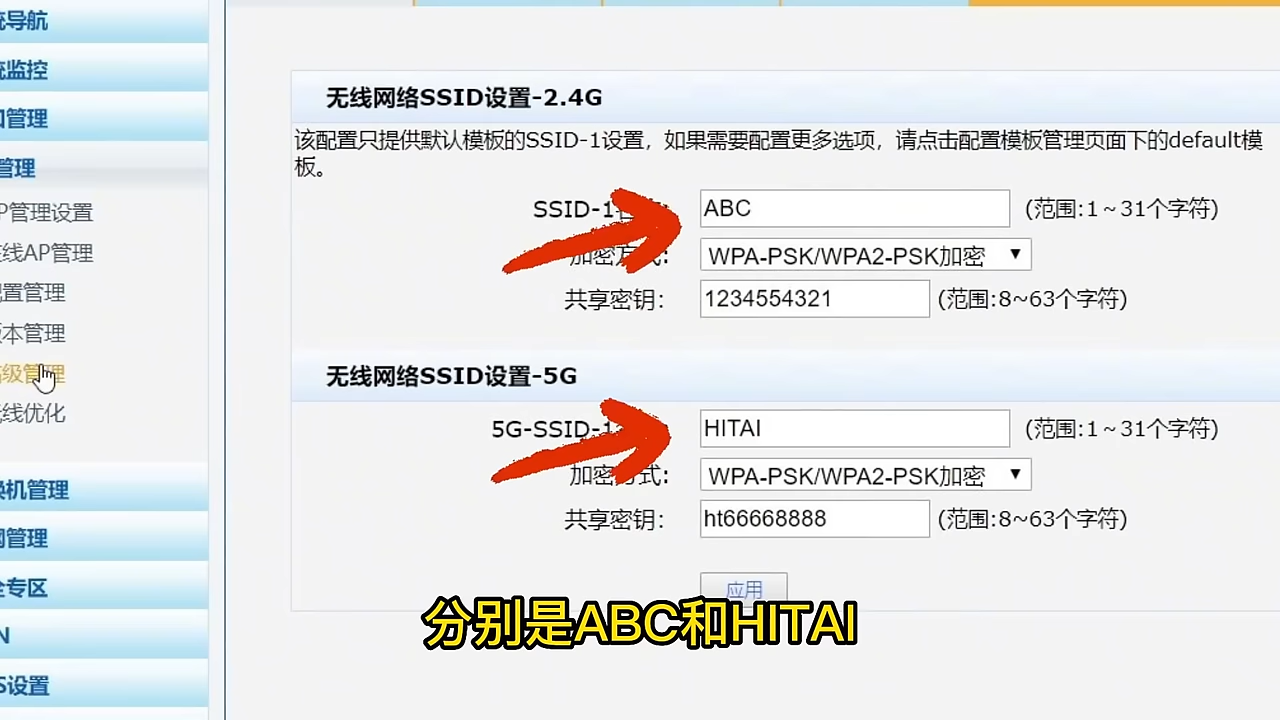 统导航
统监控
口管理
管理
P管理设置
在线AP管理
配置管理
版本管理
高级管理
无线优化
换机管理
网管理
全专区
N
S设置
无线网络SSID设置-2.4G
该配置只提供默认模板的SSID-1设置，如果需要配置更多选项，请点击配置模板管理页面下的default模
板。
SSID-1 ABC (范围:1～31个字符)
加密方式: WPA-PSK/WPA2-PSK加密
共享密钥: 1234554321 (范围:8~63个字符)
无线网络SSID设置-5G
5G-SSID-1 HITAI (范围:1～31个字符)
加密方式: WPA-PSK/WPA2-PSK加密
共享密钥: ht66668888 (范围:8~63个字符)
应用
分别是ABC和HITAI